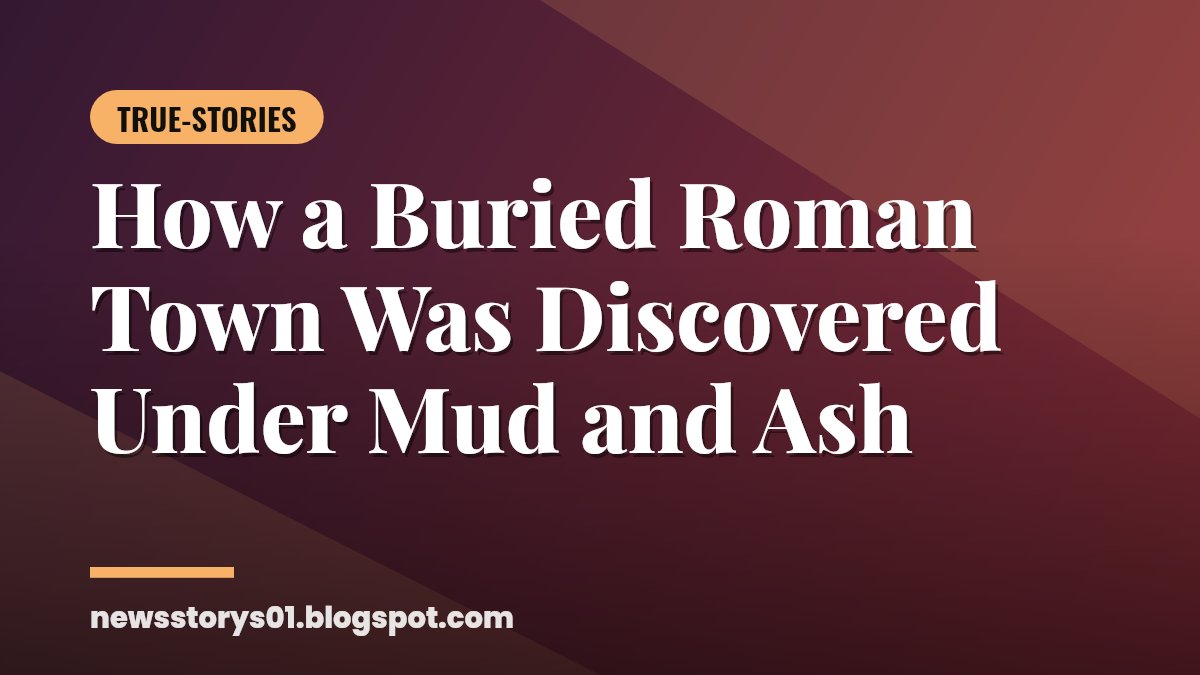 TRUE-STORIES
How a Buried Roman
Town Was Discovered
Under Mud and Ash
newsstorys01.blogspot.com